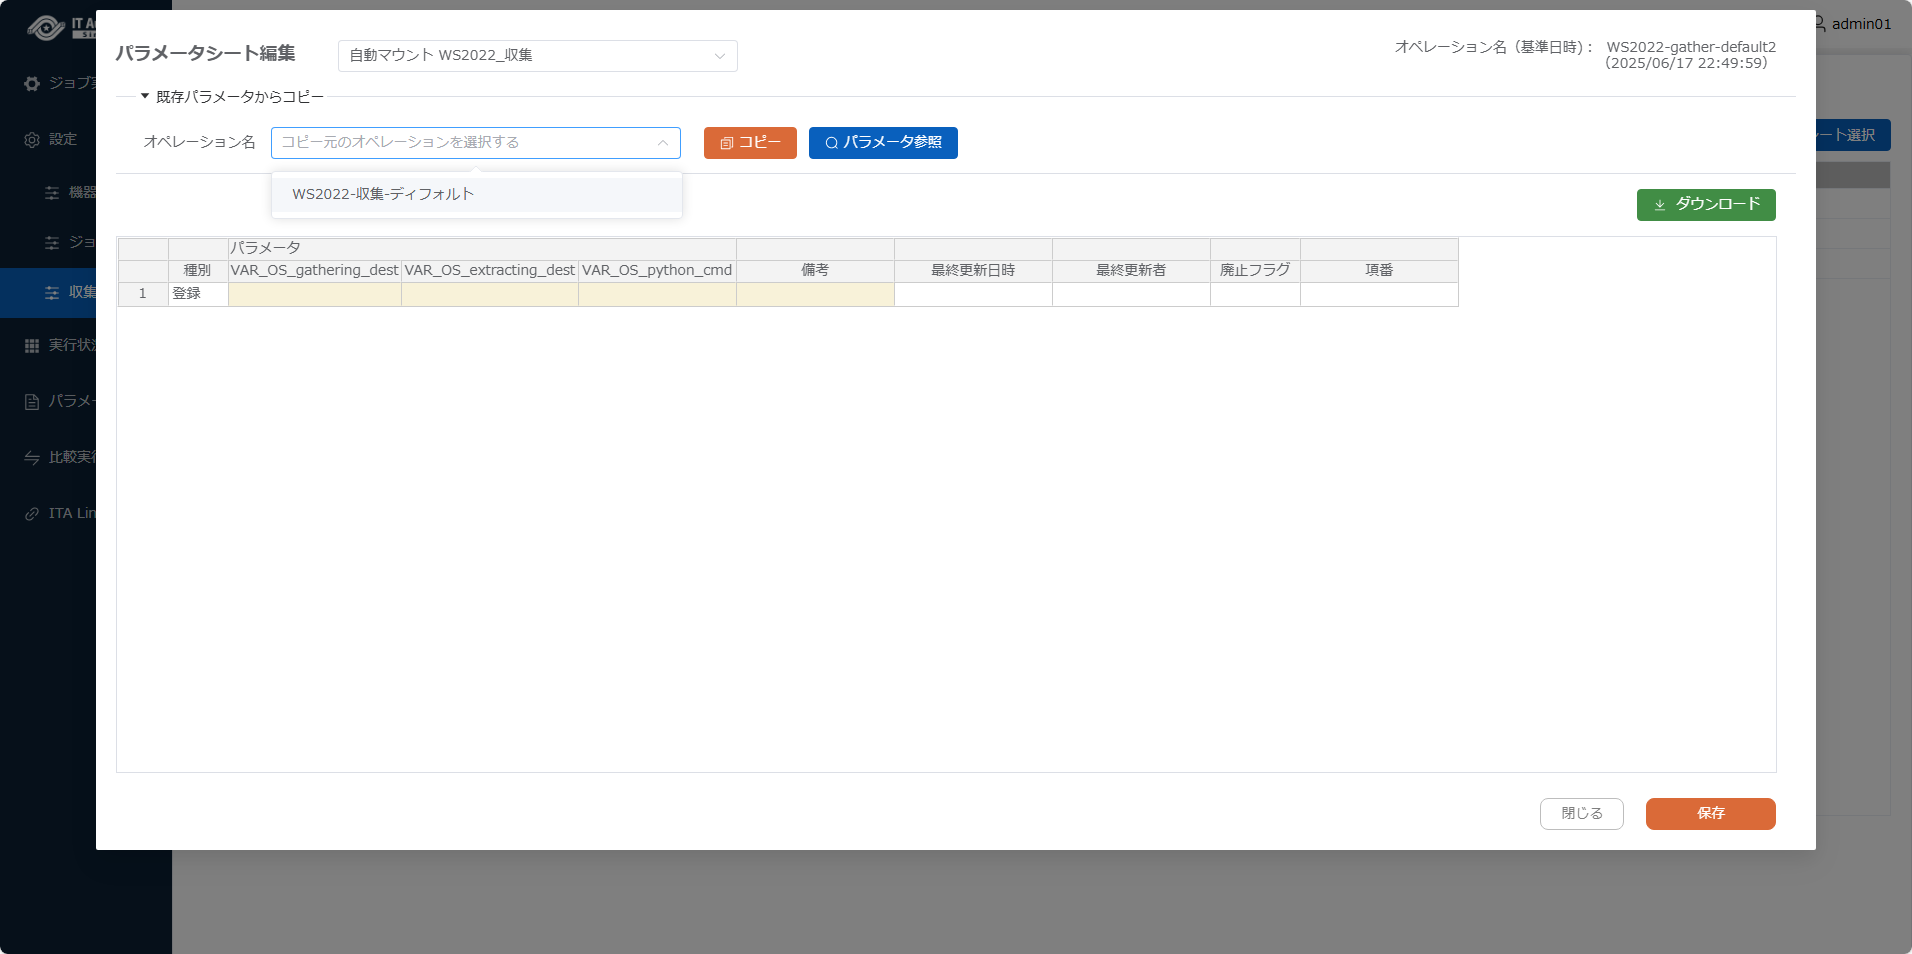 IT A
Si
admin01
パラメータシート編集
自動マウント WS2022_収集
オペレーション名（基準日時）： WS2022-gather-default2
（2025/06/17 22:49:59）
ジョブ
既存パラメータからコピー
設定
オペレーション名
コピー元のオペレーションを選択する
コピー
パラメータ参照
ート選択
機器
WS2022-収集-ディフォルト
ダウンロード
ジョ
パラメータ
種別 VAR_OS_gathering_dest VAR_OS_extracting_dest VAR_OS_python_cmd 備考 最終更新日時 最終更新者 廃止フラグ 項番
収集
1 登録
実行状
パラメー
比較実行
ITA Lin
閉じる
保存